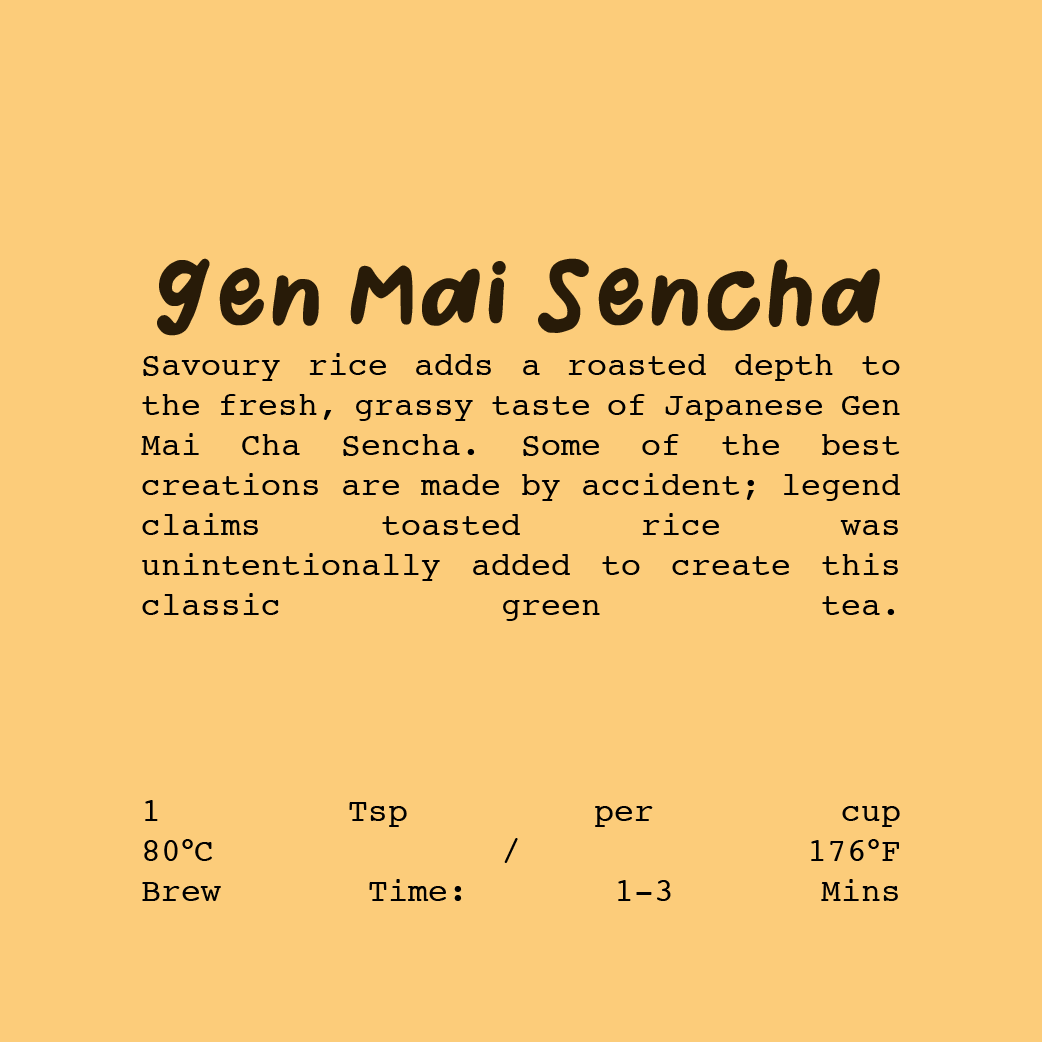 gen Mai Sencha
Savoury rice adds a roasted depth to
the fresh, grassy taste of Japanese Gen
Mai Cha Sencha. Some of the best
creations are made by accident; legend
claims toasted rice was
unintentionally added to create this
classic green tea.
1 Tsp per cup
80°C / 176°F
Brew Time: 1-3 Mins